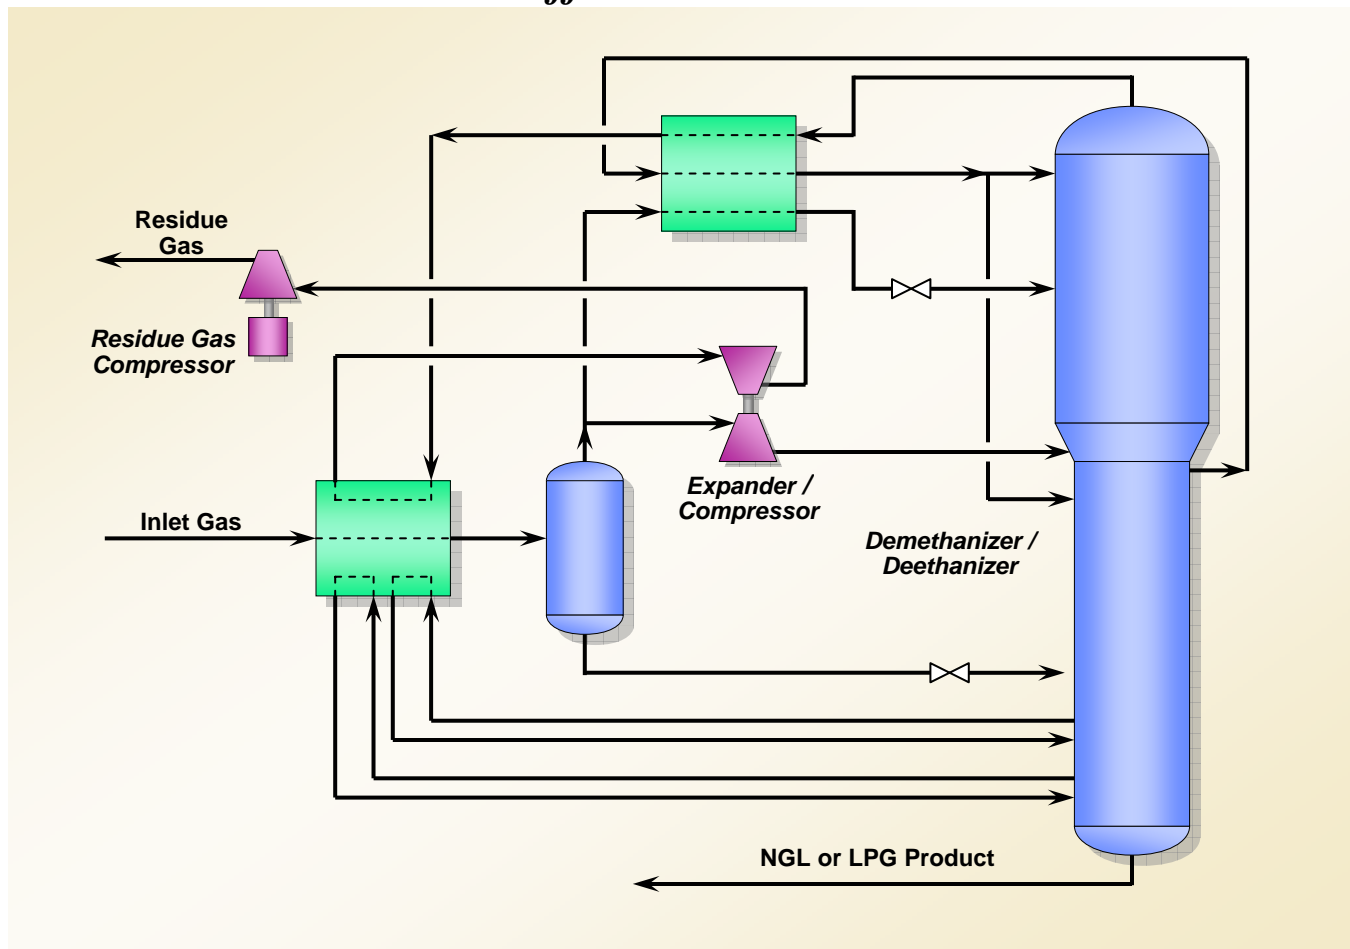 Residue
Gas
Residue Gas
Compressor
Inlet Gas
Expander /
Compressor
Demethanizer /
Deethanizer
NGL or LPG Product